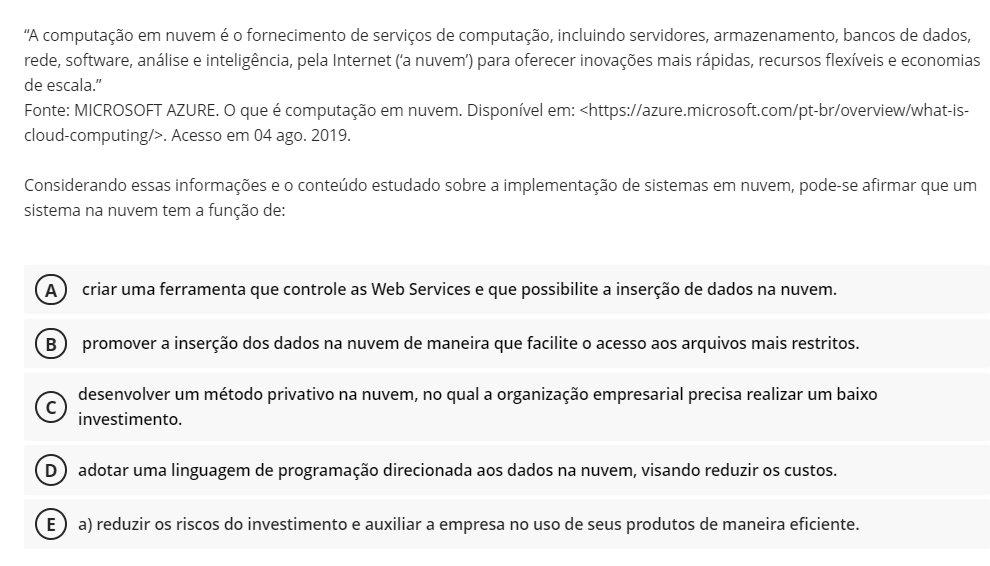 “A computação em nuvem é o fornecimento de serviços de computação, incluindo servidores, armazenamento, bancos de dados,
rede, software, análise e inteligência, pela Internet (‘a nuvem’) para oferecer inovações mais rápidas, recursos flexíveis e economias
de escala.”
Fonte: MICROSOFT AZURE. O que é computação em nuvem. Disponível em: <https://azure.microsoft.com/pt-br/overview/what-is-
cloud-computing/>. Acesso em 04 ago. 2019.
Considerando essas informações e o conteúdo estudado sobre a implementação de sistemas em nuvem, pode-se afirmar que um
sistema na nuvem tem a função de:
A criar uma ferramenta que controle as Web Services e que possibilite a inserção de dados na nuvem.
B promover a inserção dos dados na nuvem de maneira que facilite o acesso aos arquivos mais restritos.
C desenvolver um método privativo na nuvem, no qual a organização empresarial precisa realizar um baixo
investimento.
D adotar uma linguagem de programação direcionada aos dados na nuvem, visando reduzir os custos.
E a) reduzir os riscos do investimento e auxiliar a empresa no uso de seus produtos de maneira eficiente.